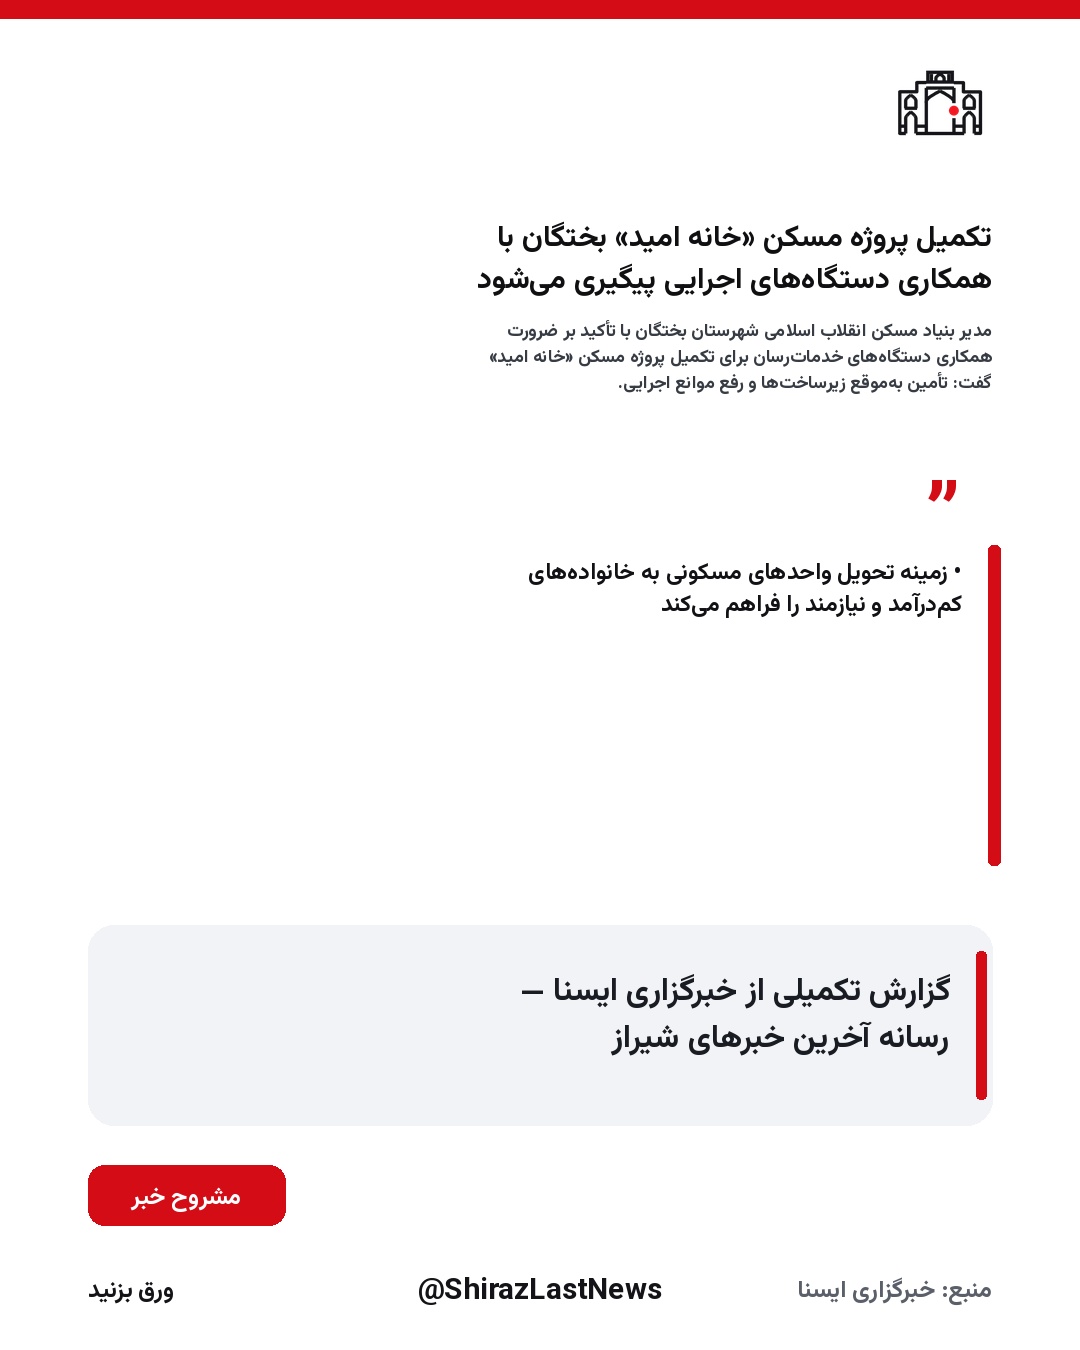 تکمیل پروژه مسکن «خانه امید» بختگان با
همکاری دستگاه‌های اجرایی پیگیری می‌شود
مدیر بنیاد مسکن انقلاب اسلامی شهرستان بختگان با تأکید بر ضرورت
همکاری دستگاه‌های خدمات‌رسان برای تکمیل پروژه مسکن «خانه امید»
گفت: تأمین به‌موقع زیرساخت‌ها و رفع موانع اجرایی.
”
• زمینه تحویل واحدهای مسکونی به خانواده‌های
کم‌درآمد و نیازمند را فراهم می‌کند
گزارش تکمیلی از خبرگزاری ایسنا —
رسانه آخرین خبرهای شیراز
مشروح خبر
منبع: خبرگزاری ایسنا
@ShirazLastNews
ورق بزنید